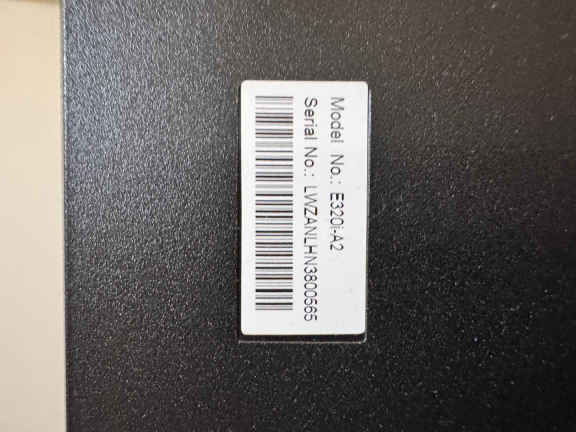 Model No.: E320i-A2
Serial No.: LWZANLHN3800565